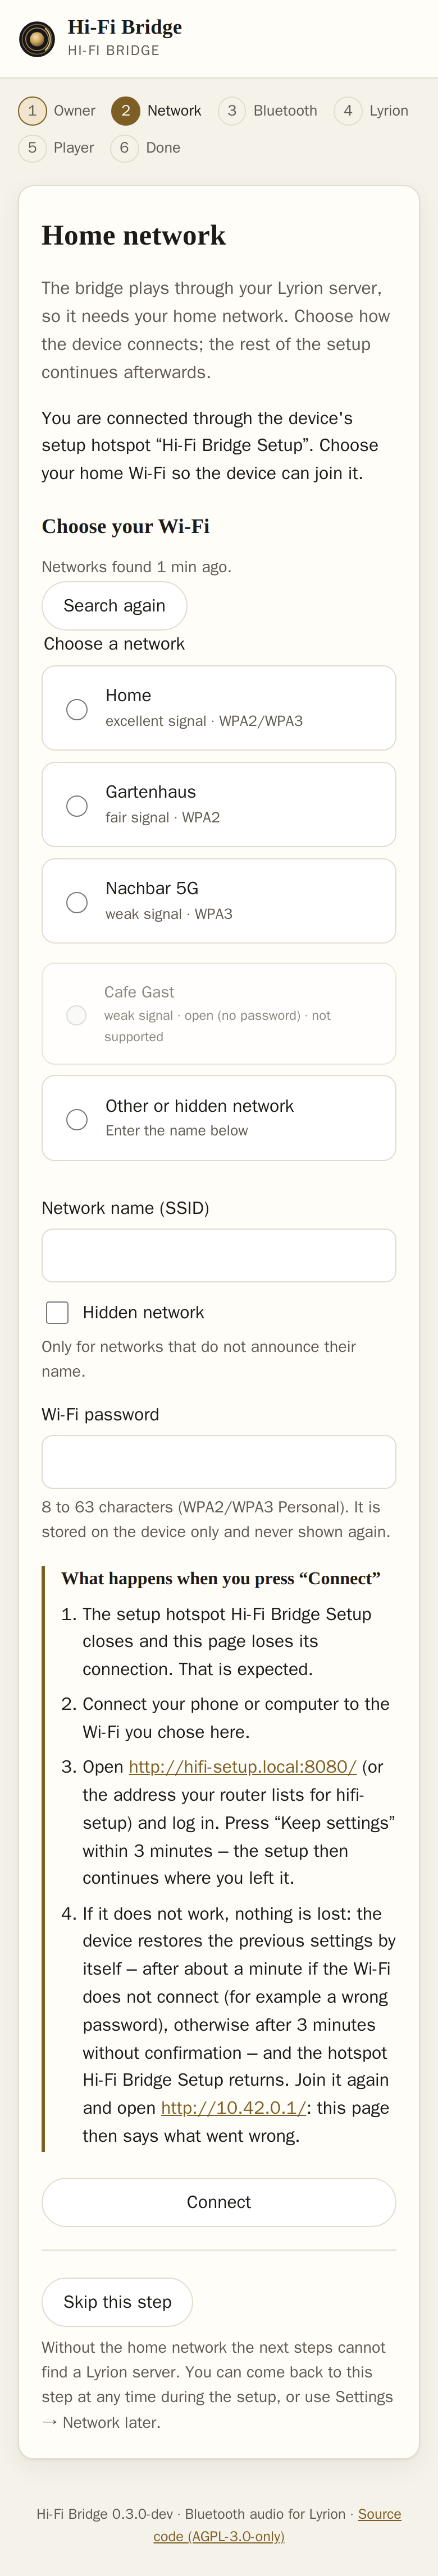 Hi-Fi Bridge
HI-FI BRIDGE
1 Owner 2 Network 3 Bluetooth 4 Lyrion
5 Player 6 Done
Home network
The bridge plays through your Lyrion server,
so it needs your home network. Choose how
the device connects; the rest of the setup
continues afterwards.
You are connected through the device's
setup hotspot “Hi-Fi Bridge Setup”. Choose
your home Wi-Fi so the device can join it.
Choose your Wi-Fi
Networks found 1 min ago.
Search again
Choose a network
Home
excellent signal · WPA2/WPA3
Gartenhaus
fair signal · WPA2
Nachbar 5G
weak signal · WPA3
Cafe Gast
weak signal · open (no password) · not
supported
Other or hidden network
Enter the name below
Network name (SSID)
Hidden network
Only for networks that do not announce their
name.
Wi-Fi password
8 to 63 characters (WPA2/WPA3 Personal). It is
stored on the device only and never shown again.
What happens when you press “Connect”
1. The setup hotspot Hi-Fi Bridge Setup
closes and this page loses its
connection. That is expected.
2. Connect your phone or computer to the
Wi-Fi you chose here.
3. Open http://hifi-setup.local:8080/ (or
the address your router lists for hifi-
setup) and log in. Press “Keep settings”
within 3 minutes – the setup then
continues where you left it.
4. If it does not work, nothing is lost: the
device restores the previous settings by
itself – after about a minute if the Wi-Fi
does not connect (for example a wrong
password), otherwise after 3 minutes
without confirmation – and the hotspot
Hi-Fi Bridge Setup returns. Join it again
and open http://10.42.0.1/: this page
then says what went wrong.
Connect
Skip this step
Without the home network the next steps cannot
find a Lyrion server. You can come back to this
step at any time during the setup, or use Settings
→ Network later.
Hi-Fi Bridge 0.3.0-dev · Bluetooth audio for Lyrion · Source
code (AGPL-3.0-only)